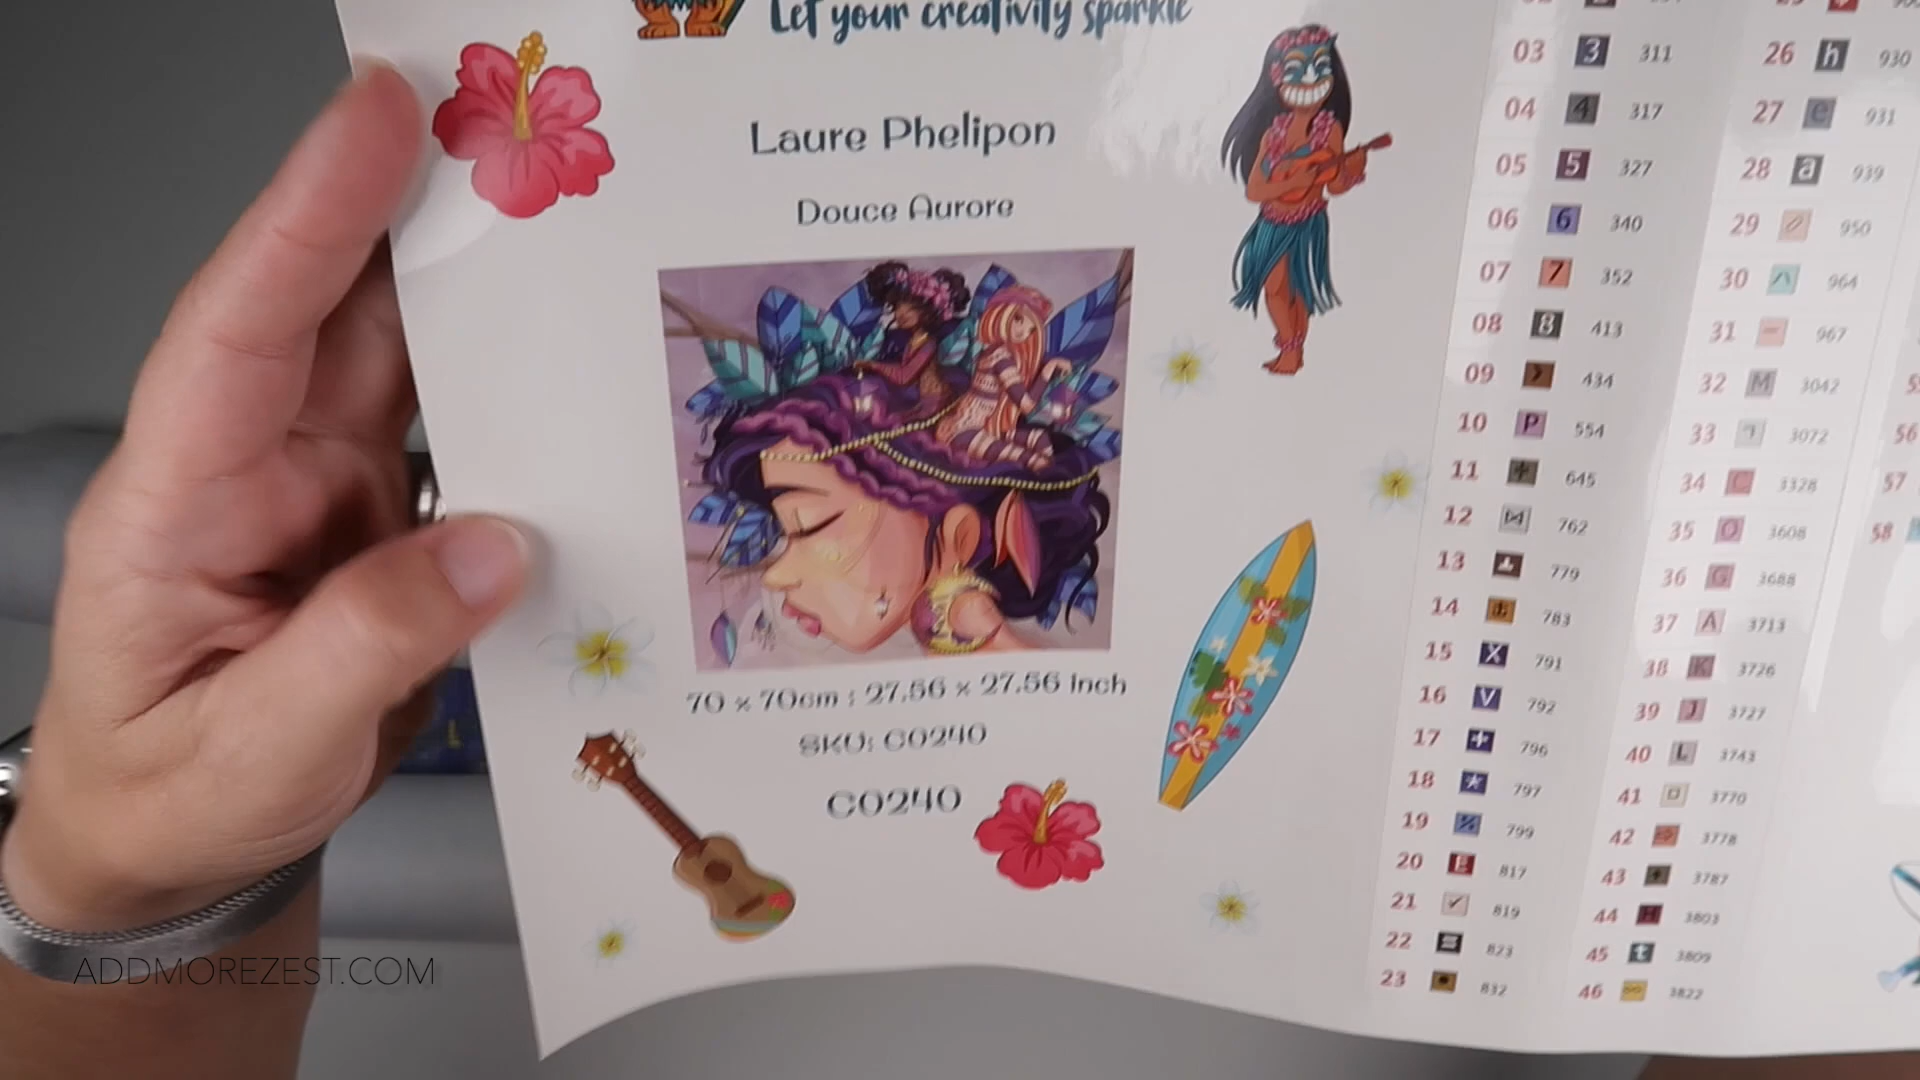 Let your creativity sparkle
Laure Phelipon
Douce Aurore
70 x 70cm ; 27.56 x 27.56 inch
SKU: C0240
C0240
03 3 311
04 4 317
05 5 327
06 6 340
07 7 352
08 8 413
09 434
10 P 554
11 + 645
12 762
13 779
14 783
15 X 791
16 V 792
17 + 796
18 * 797
19 % 799
20 E 817
21 ✓ 819
22 823
23 832
26 h 930
27 e 931
28 a 939
29 950
30 964
31 - 967
32 M 3042
33 3072
34 C 3328
35 O 3608
36 G 3688
37 A 3713
38 K 3726
39 J 3727
40 L 3743
41 3770
42 3778
43 3787
44 H 3803
45 t 3809
46 3822
56
57
58
ADDMOREZEST.COM